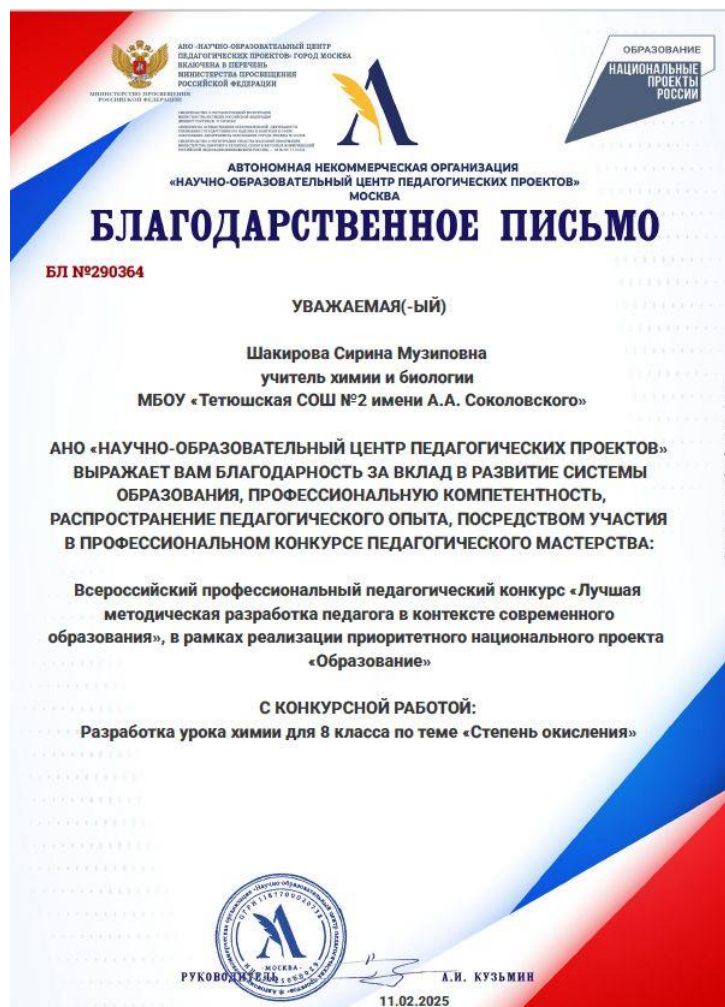 АНО «НАУЧНО-ОБРАЗОВАТЕЛЬНЫЙ ЦЕНТР
ПЕДАГОГИЧЕСКИХ ПРОЕКТОВ» ГОРОД МОСКВА
ВКЛЮЧЕНА В ПЕРЕЧЕНЬ
МИНИСТЕРСТВА ПРОСВЕЩЕНИЯ
РОССИЙСКОЙ ФЕДЕРАЦИИ
МИНИСТЕРСТВО ПРОСВЕЩЕНИЯ
РОССИЙСКОЙ ФЕДЕРАЦИИ
ОБРАЗОВАНИЕ
НАЦИОНАЛЬНЫЕ
ПРОЕКТЫ
РОССИИ
АВТОНОМНАЯ НЕКОММЕРЧЕСКАЯ ОРГАНИЗАЦИЯ
«НАУЧНО-ОБРАЗОВАТЕЛЬНЫЙ ЦЕНТР ПЕДАГОГИЧЕСКИХ ПРОЕКТОВ»
МОСКВА
БЛАГОДАРСТВЕННОЕ ПИСЬМО
БЛ №290364
УВАЖАЕМАЯ(-ЫЙ)
Шакирова Сирина Музиповна
учитель химии и биологии
МБОУ «Тетюшская СОШ №2 имени А.А. Соколовского»
АНО «НАУЧНО-ОБРАЗОВАТЕЛЬНЫЙ ЦЕНТР ПЕДАГОГИЧЕСКИХ ПРОЕКТОВ»
ВЫРАЖАЕТ ВАМ БЛАГОДАРНОСТЬ ЗА ВКЛАД В РАЗВИТИЕ СИСТЕМЫ
ОБРАЗОВАНИЯ, ПРОФЕССИОНАЛЬНУЮ КОМПЕТЕНТНОСТЬ,
РАСПРОСТРАНЕНИЕ ПЕДАГОГИЧЕСКОГО ОПЫТА, ПОСРЕДСТВОМ УЧАСТИЯ
В ПРОФЕССИОНАЛЬНОМ КОНКУРСЕ ПЕДАГОГИЧЕСКОГО МАСТЕРСТВА:
Всероссийский профессиональный педагогический конкурс «Лучшая
методическая разработка педагога в контексте современного
образования», в рамках реализации приоритетного национального проекта
«Образование»
С КОНКУРСНОЙ РАБОТОЙ:
Разработка урока химии для 8 класса по теме «Степень окисления»
МОСКВА
РУКОВОДИТЕЛЬ
А.И. КУЗЬМИН
11.02.2025